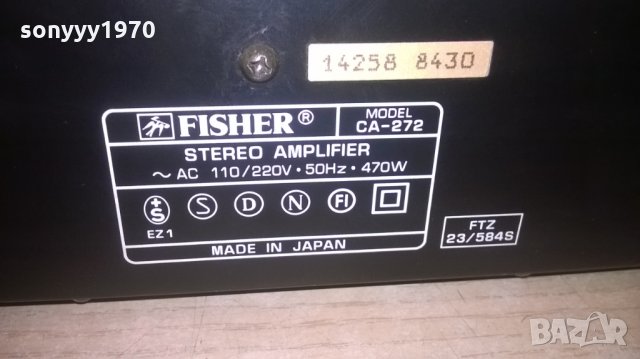 sonyyy1970
14258 8430
FISHER® MODEL CA-272
STEREO AMPLIFIER
~ AC 110/220V · 50Hz · 470W
+S S D N FI
EZ1
MADE IN JAPAN
FTZ
23/584S
BAZAR